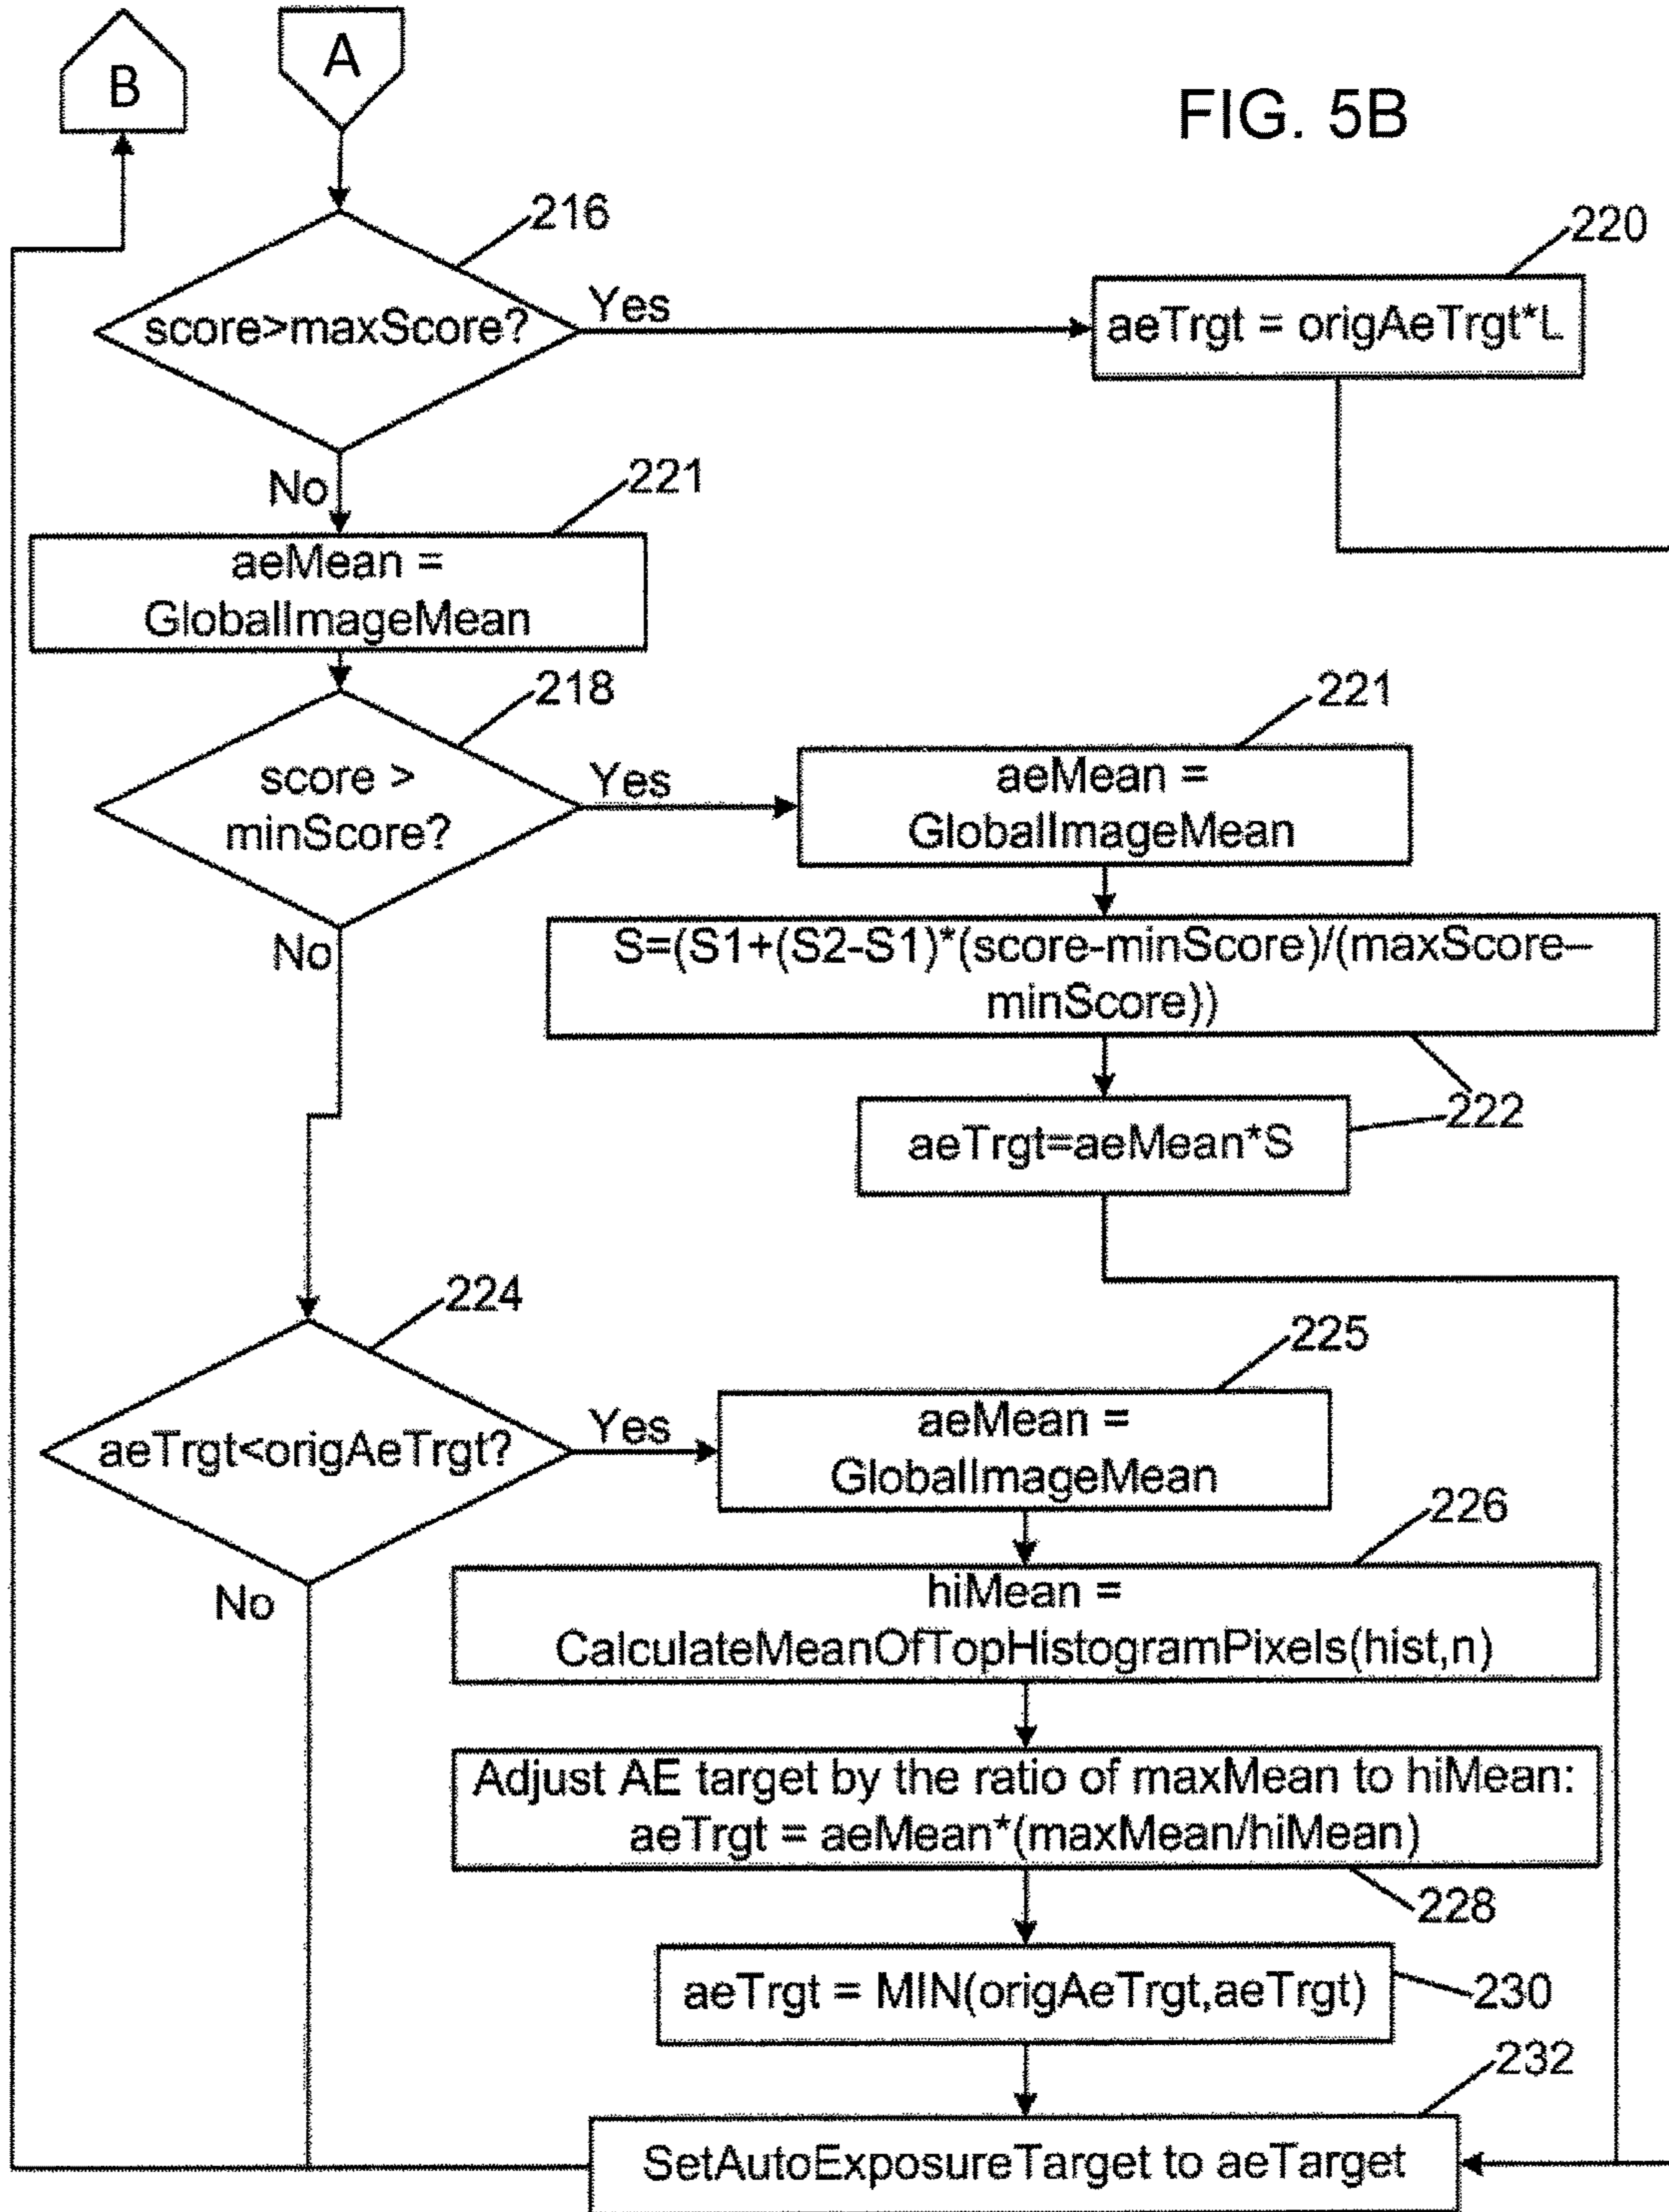 B
A
FIG. 5B
216
220
score>maxScore?
Yes
aeTrgt = origAeTrgt*L
No
221
aeMean =
GlobalImageMean
218
221
score >
minScore?
Yes
aeMean =
GlobalImageMean
No
S=(S1+(S2-S1)*(score-minScore)/(maxScore–
minScore))
222
aeTrgt=aeMean*S
224
225
aeTrgt<origAeTrgt?
Yes
aeMean =
GlobalImageMean
226
No
hiMean =
CalculateMeanOfTopHistogramPixels(hist,n)
Adjust AE target by the ratio of maxMean to hiMean:
aeTrgt = aeMean*(maxMean/hiMean)
228
aeTrgt = MIN(origAeTrgt,aeTrgt)
230
232
SetAutoExposureTarget to aeTarget